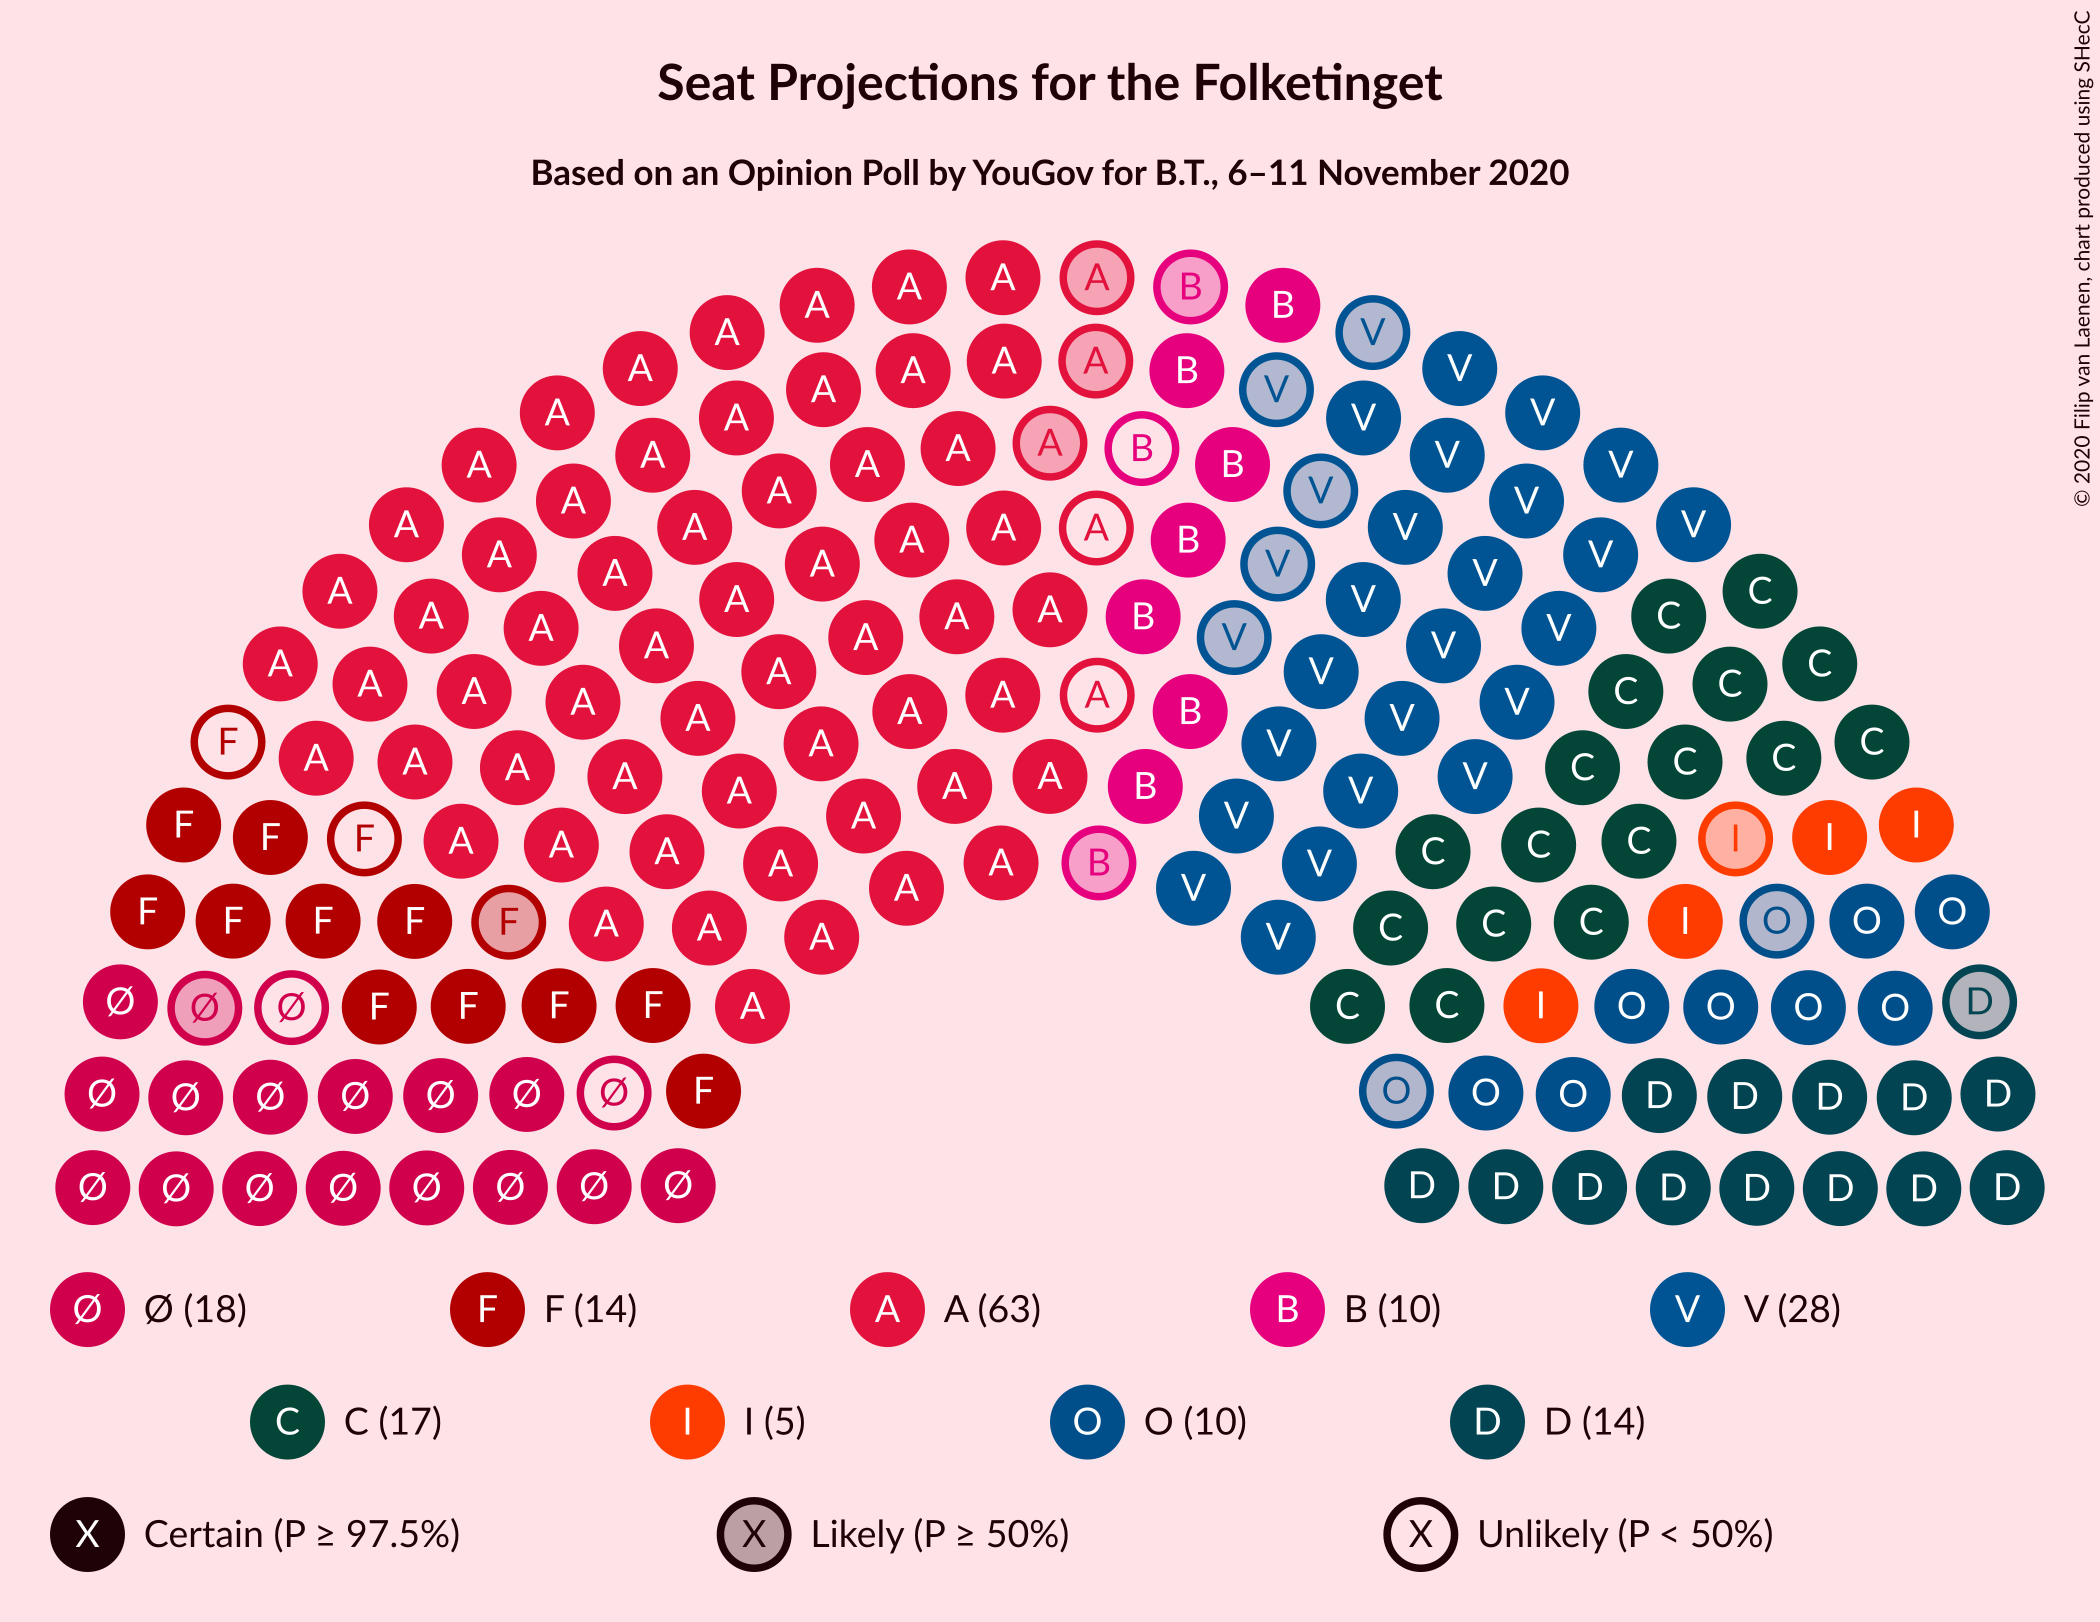 Seat Projections for the Folketinget
Based on an Opinion Poll by YouGov for B.T., 6–11 November 2020
© 2020 Filip van Laenen, chart produced using SHecC
A A A B
A B
A V
A A A A B V
A V
A A V V
A A A B V
A A B V
A A V V
A A A A V V
A B
A V
A A V V
A A V C
A A A A B V C
A A V V
A A V C
A A A A A V C C
A A B V
F A V C
A A A C C C
A A A B V
A V
F A V I
F F A A C C I I
A A A B V C
A V
F F F F F A A A V C C C I O O O
Ø Ø Ø F F F F A C C I O O O O D
Ø Ø Ø Ø Ø Ø Ø F O O O D D D D D
Ø Ø Ø Ø Ø Ø Ø Ø D D D D D D D D
Ø Ø (18) F F (14) A A (63) B B (10) V V (28)
C C (17) I I (5) O O (10) D D (14)
X Certain (P ≥ 97.5%) X Likely (P ≥ 50%) X Unlikely (P < 50%)